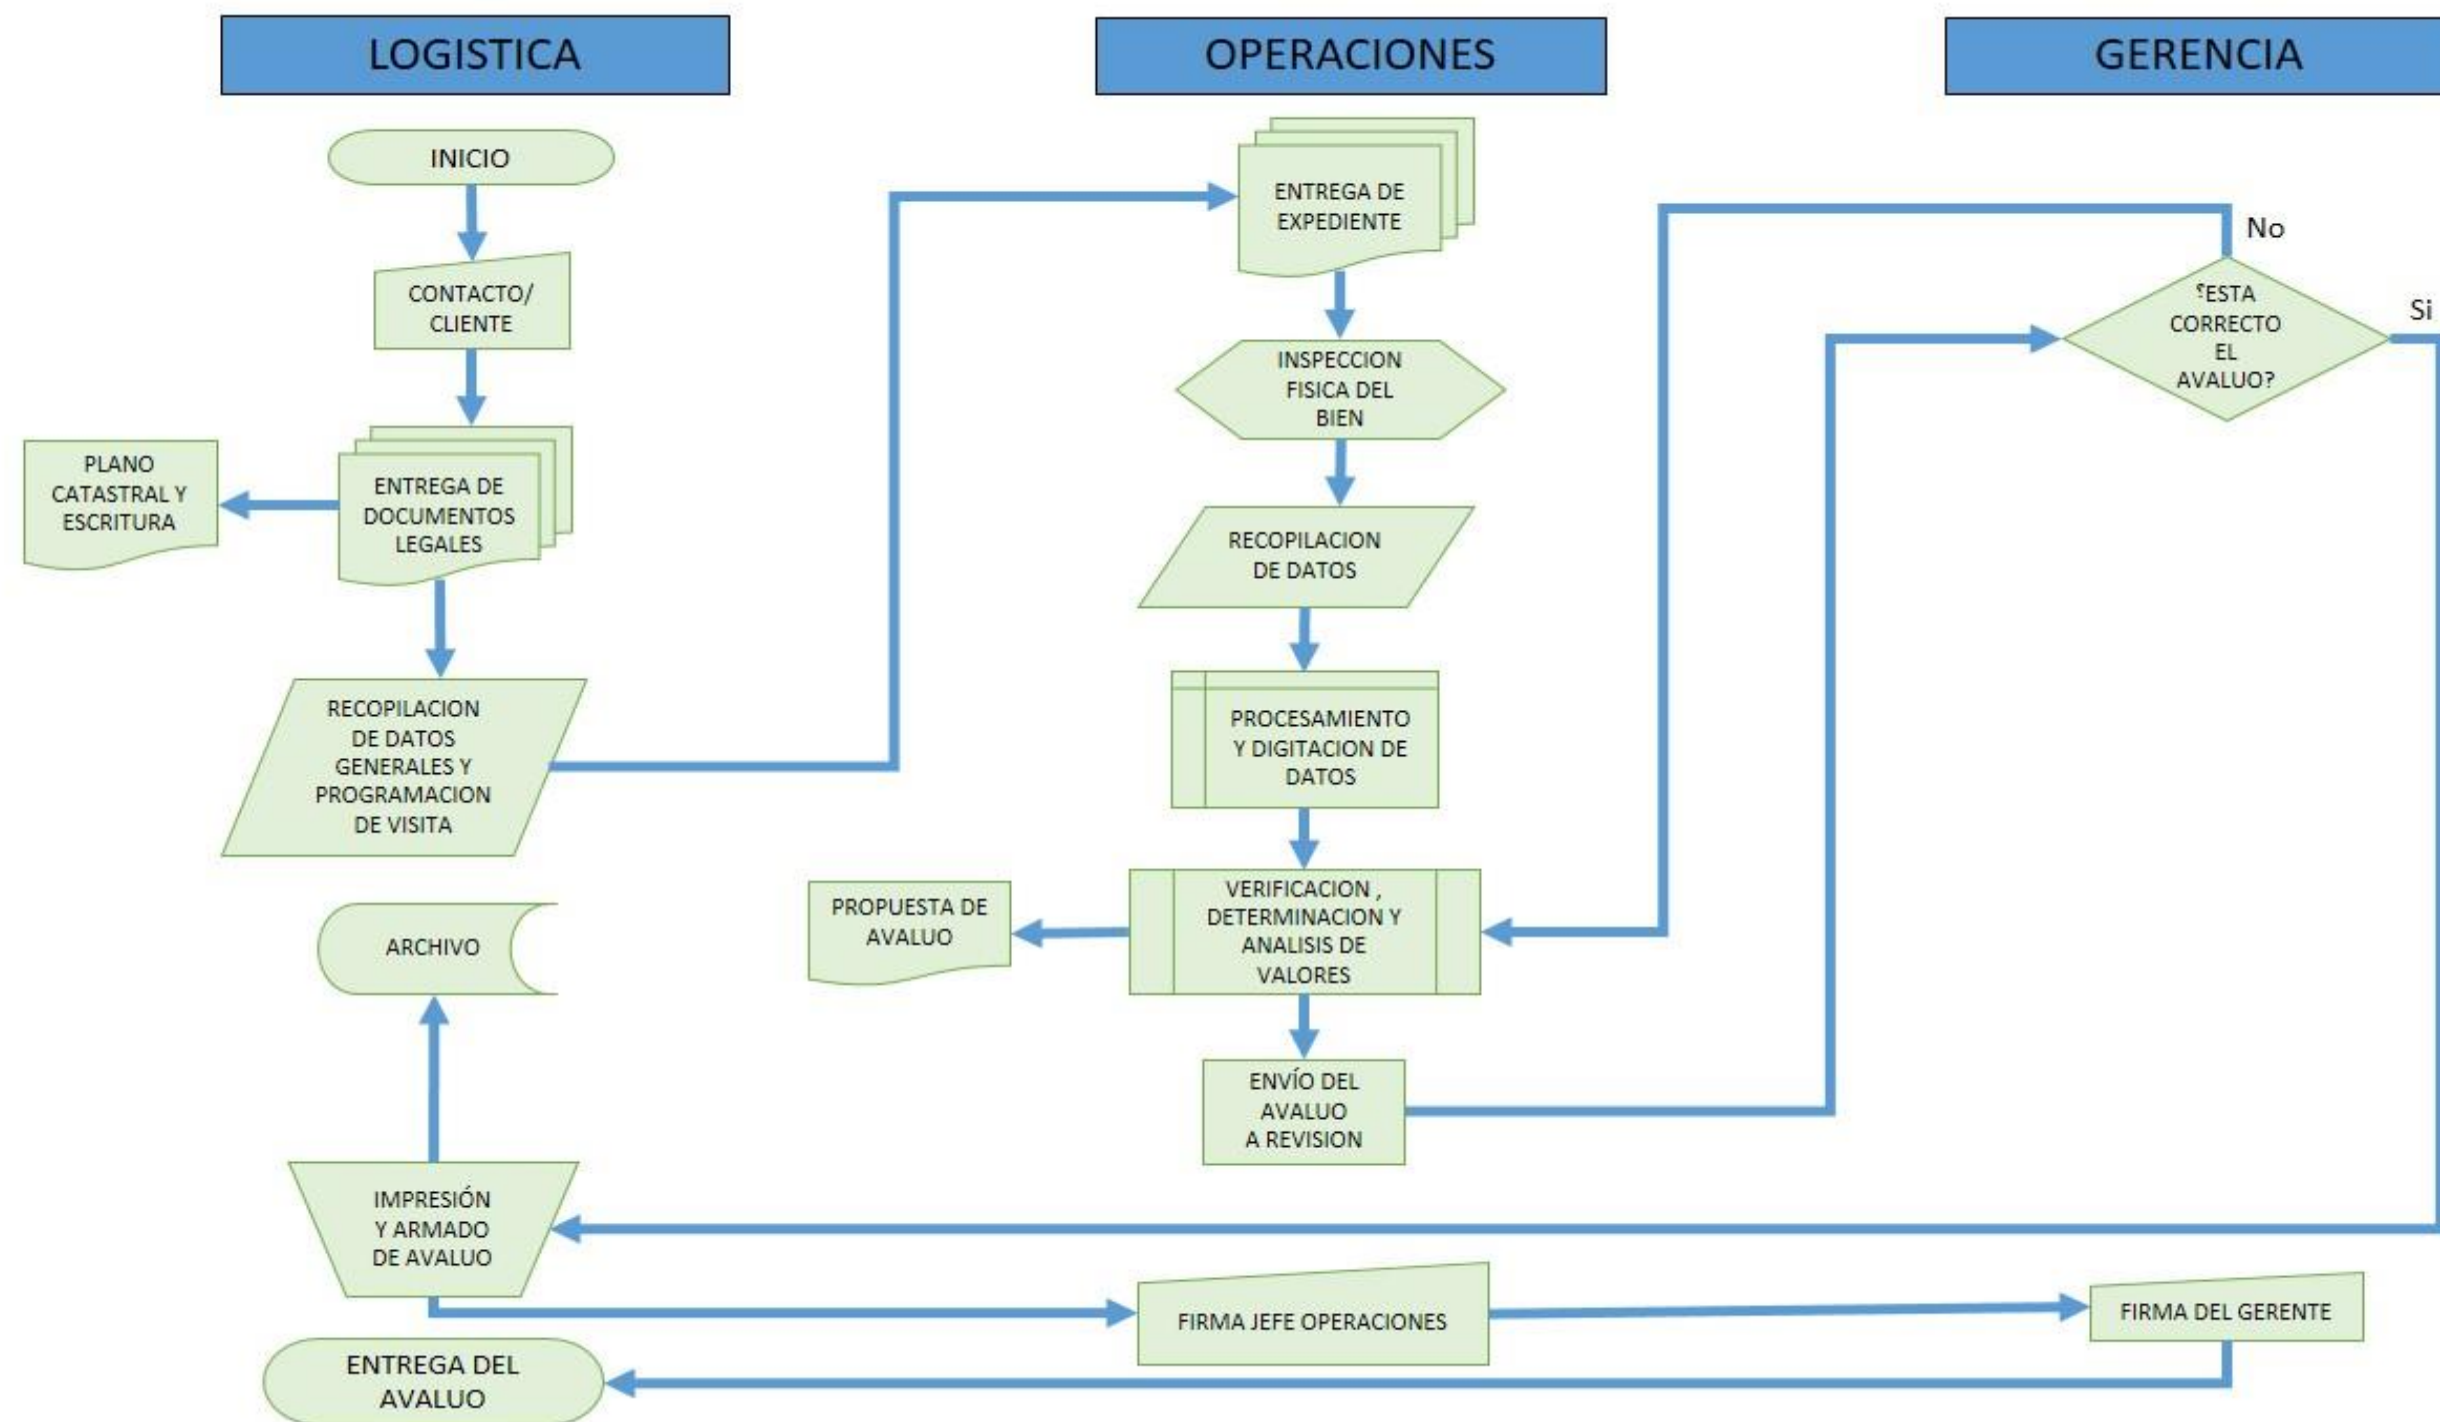 LOGISTICA
OPERACIONES
GERENCIA
INICIO
CONTACTO/
CLIENTE
PLANO
CATASTRAL Y
ESCRITURA
ENTREGA DE
DOCUMENTOS
LEGALES
RECOPILACION
DE DATOS
GENERALES Y
PROGRAMACION
DE VISITA
ARCHIVO
IMPRESIÓN
Y ARMADO
DE AVALUO
ENTREGA DEL
AVALUO
ENTREGA DE
EXPEDIENTE
INSPECCION
FISICA DEL
BIEN
RECOPILACION
DE DATOS
PROCESAMIENTO
Y DIGITACION DE
DATOS
PROPUESTA DE
AVALUO
VERIFICACION ,
DETERMINACION Y
ANALISIS DE
VALORES
ENVÍO DEL
AVALUO
A REVISION
FIRMA JEFE OPERACIONES
No
Si
¿ESTA
CORRECTO
EL
AVALUO?
FIRMA DEL GERENTE